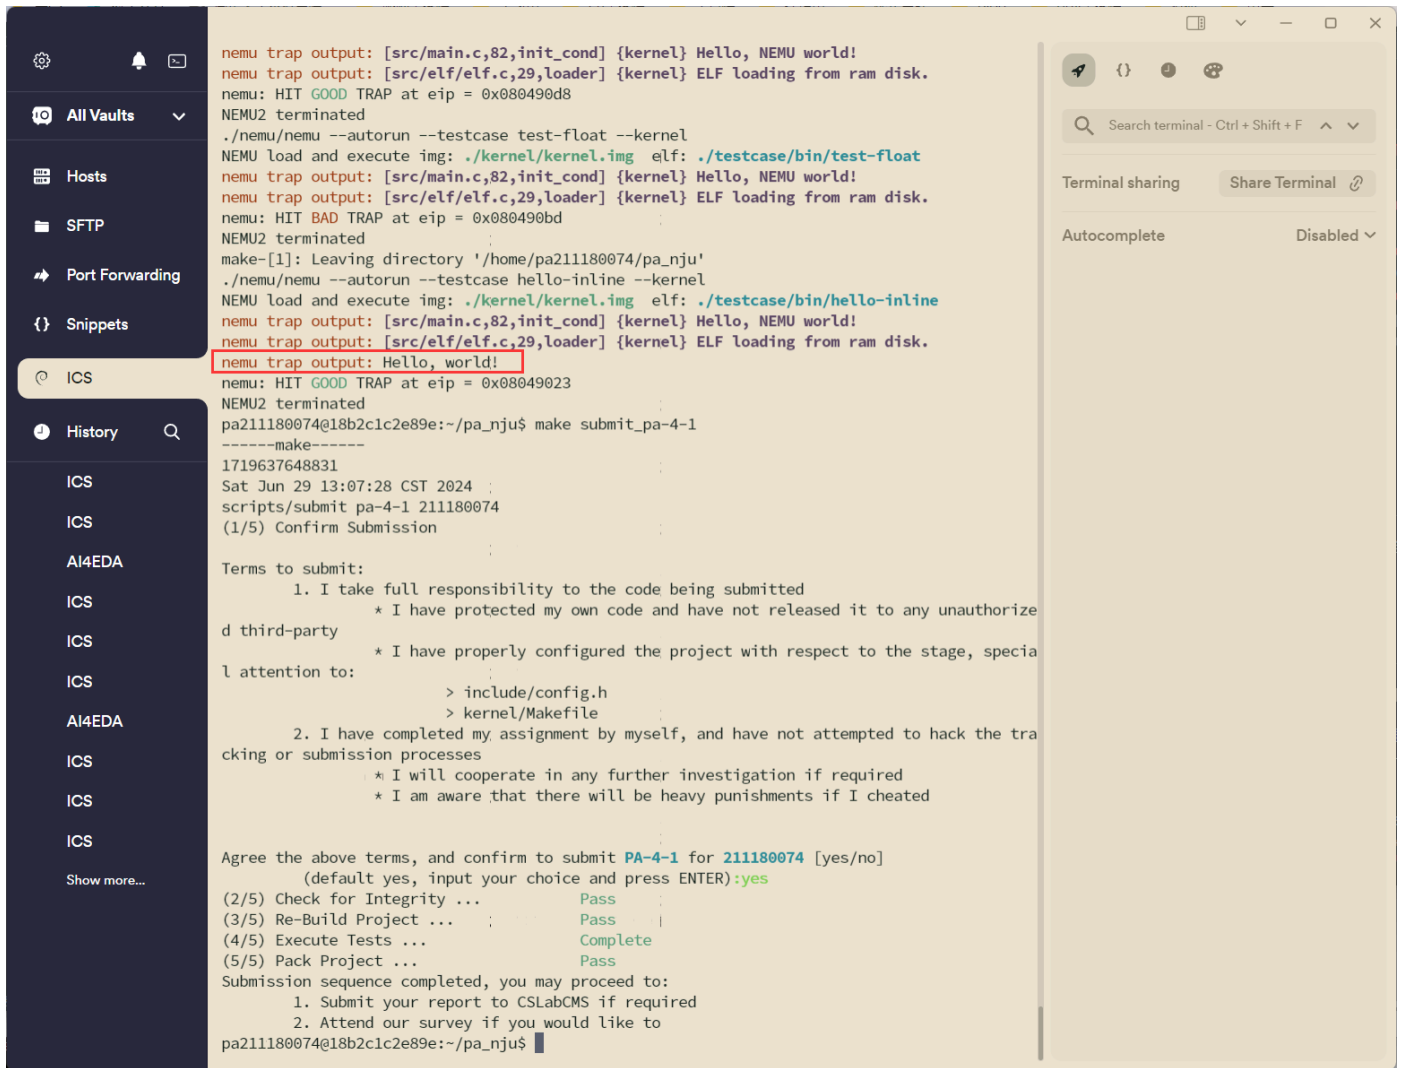 All Vaults
Hosts
SFTP
Port Forwarding
Snippets
ICS
History
ICS
ICS
AI4EDA
ICS
ICS
ICS
AI4EDA
ICS
ICS
ICS
Show more...
nemu trap output: [src/main.c,82,init_cond] {kernel} Hello, NEMU world!
nemu trap output: [src/elf/elf.c,29,loader] {kernel} ELF loading from ram disk.
nemu: HIT GOOD TRAP at eip = 0x080490d8
NEMU2 terminated
./nemu/nemu --autorun --testcase test-float --kernel
NEMU load and execute img: ./kernel/kernel.img  elf: ./testcase/bin/test-float
nemu trap output: [src/main.c,82,init_cond] {kernel} Hello, NEMU world!
nemu trap output: [src/elf/elf.c,29,loader] {kernel} ELF loading from ram disk.
nemu: HIT BAD TRAP at eip = 0x080490bd
NEMU2 terminated
make-[1]: Leaving directory '/home/pa211180074/pa_nju'
./nemu/nemu --autorun --testcase hello-inline --kernel
NEMU load and execute img: ./kernel/kernel.img  elf: ./testcase/bin/hello-inline
nemu trap output: [src/main.c,82,init_cond] {kernel} Hello, NEMU world!
nemu trap output: [src/elf/elf.c,29,loader] {kernel} ELF loading from ram disk.
nemu trap output: Hello, world!
nemu: HIT GOOD TRAP at eip = 0x08049023
NEMU2 terminated
pa211180074@18b2c1c2e89e:~/pa_nju$ make submit_pa-4-1
------make------
1719637648831
Sat Jun 29 13:07:28 CST 2024
scripts/submit pa-4-1 211180074
(1/5) Confirm Submission
Terms to submit:
1. I take full responsibility to the code being submitted
* I have protected my own code and have not released it to any unauthorize
d third-party
* I have properly configured the project with respect to the stage, specia
l attention to:
> include/config.h
> kernel/Makefile
2. I have completed my assignment by myself, and have not attempted to hack the tra
cking or submission processes
* I will cooperate in any further investigation if required
* I am aware that there will be heavy punishments if I cheated
Agree the above terms, and confirm to submit PA-4-1 for 211180074 [yes/no]
(default yes, input your choice and press ENTER):yes
(2/5) Check for Integrity ... Pass
(3/5) Re-Build Project ... Pass
(4/5) Execute Tests ... Complete
(5/5) Pack Project ... Pass
Submission sequence completed, you may proceed to:
1. Submit your report to CSLabCMS if required
2. Attend our survey if you would like to
pa211180074@18b2c1c2e89e:~/pa_nju$
Search terminal - Ctrl + Shift + F
Terminal sharing Share Terminal
Autocomplete Disabled